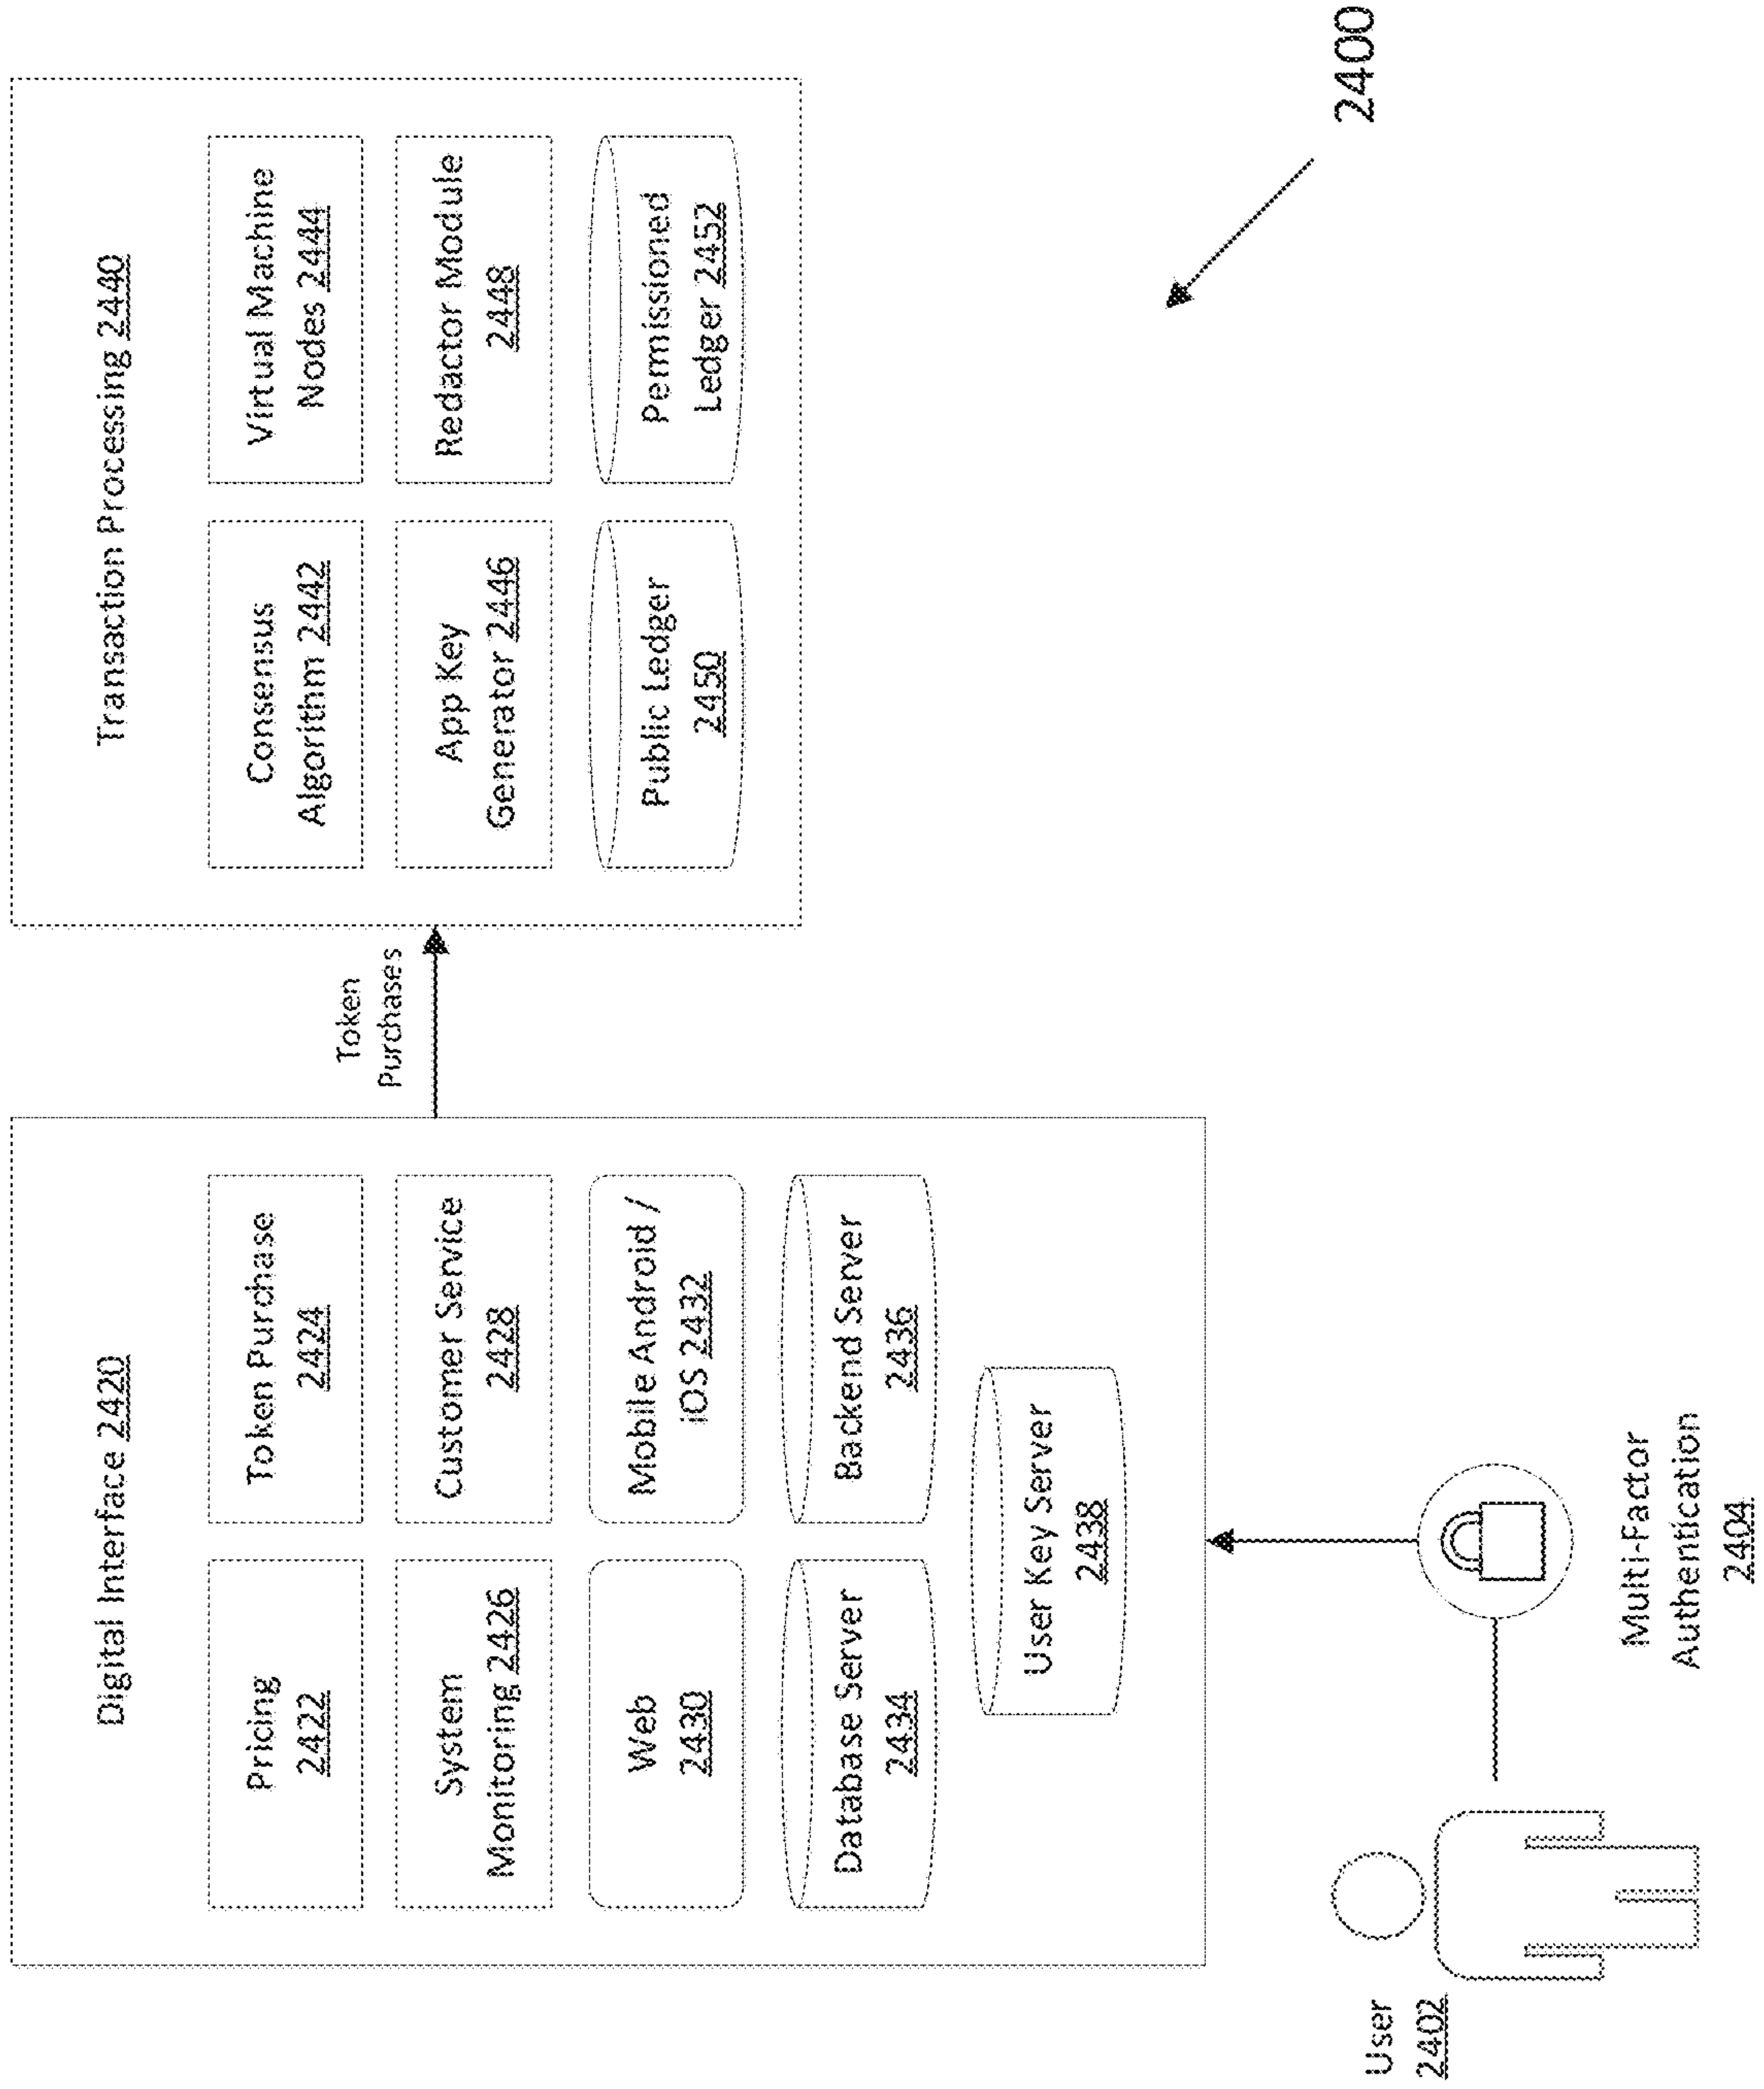 Digital Interface 2420
Pricing
2422
Token Purchase
2424
System
Monitoring 2426
Customer Service
2428
Web
2430
Mobile Android /
iOS 2432
Database Server
2434
Backend Server
2436
User Key Server
2438
Token
Purchases
Transaction Processing 2440
Consensus
Algorithm 2442
Virtual Machine
Nodes 2444
App Key
Generator 2446
Redactor Module
2448
Public Ledger
2450
Permissioned
Ledger 2452
User
2402
Multi-Factor
Authentication
2404
2400